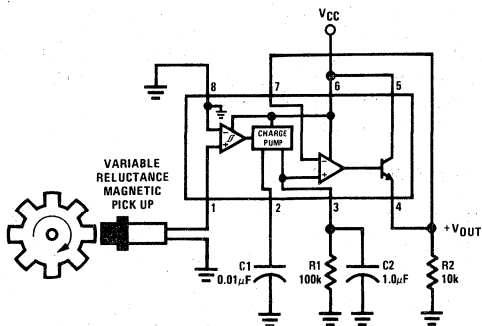 VCC
8
7
6
5
CHARGE
PUMP
VARIABLE
RELUCTANCE
MAGNETIC
PICK UP
1
2
3
4
+VOUT
C1
0.01μF
R1
100k
C2
1.0μF
R2
10k